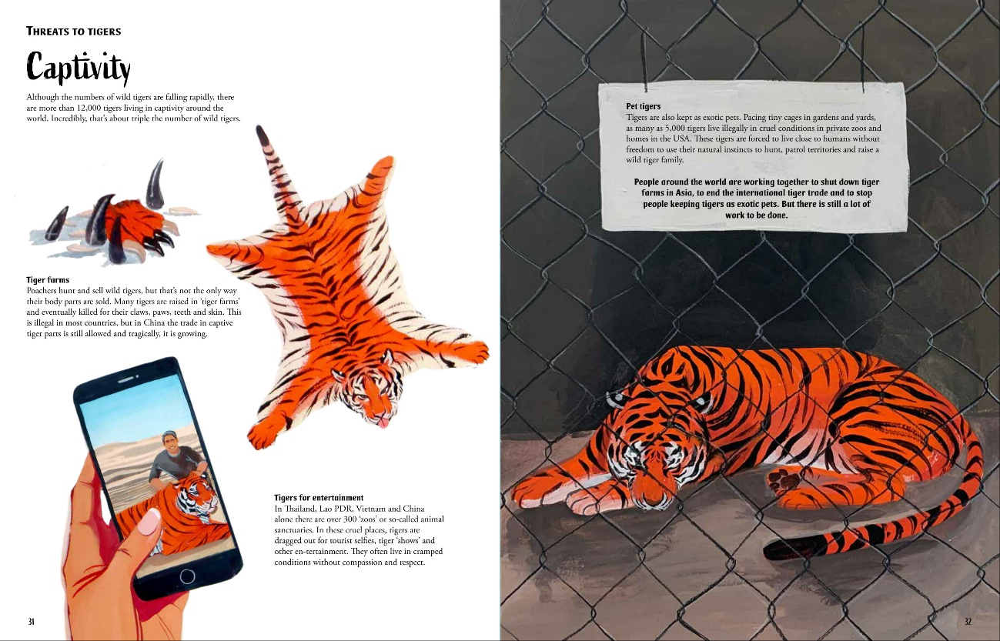 THREATS TO TIGERS
Captivity
Although the numbers of wild tigers are falling rapidly, there
are more than 12,000 tigers living in captivity around the
world. Incredibly, that's about triple the number of wild tigers.
Tiger farms
Poachers hunt and sell wild tigers, but that's not the only way
their body parts are sold. Many tigers are raised in 'tiger farms'
and eventually killed for their claws, paws, teeth and skin. This
is illegal in most countries, but in China the trade in captive
tiger parts is still allowed and tragically, it is growing.
Tigers for entertainment
In Thailand, Lao PDR, Vietnam and China
alone there are over 300 'zoos' or so-called animal
sanctuaries. In these cruel places, tigers are
dragged out for tourist selfies, tiger 'shows' and
other en-tertainment. They often live in cramped
conditions without compassion and respect.
31
Pet tigers
Tigers are also kept as exotic pets. Pacing tiny cages in gardens and yards,
as many as 5,000 tigers live illegally in cruel conditions in private zoos and
homes in the USA. These tigers are forced to live close to humans without
freedom to use their natural instincts to hunt, patrol territories and raise a
wild tiger family.
People around the world are working together to shut down tiger
farms in Asia, to end the international tiger trade and to stop
people keeping tigers as exotic pets. But there is still a lot of
work to be done.
32